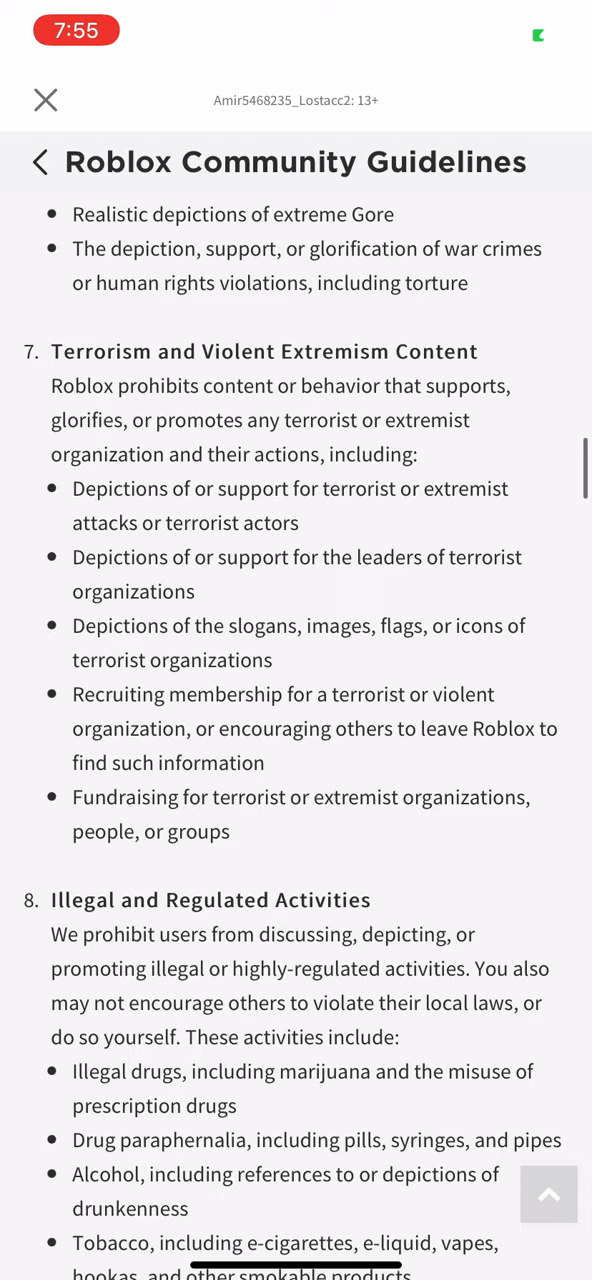 7:55
Amir5468235_Lostacc2: 13+
Roblox Community Guidelines
• Realistic depictions of extreme Gore
• The depiction, support, or glorification of war crimes
or human rights violations, including torture
7. Terrorism and Violent Extremism Content
Roblox prohibits content or behavior that supports,
glorifies, or promotes any terrorist or extremist
organization and their actions, including:
• Depictions of or support for terrorist or extremist
attacks or terrorist actors
• Depictions of or support for the leaders of terrorist
organizations
• Depictions of the slogans, images, flags, or icons of
terrorist organizations
• Recruiting membership for a terrorist or violent
organization, or encouraging others to leave Roblox to
find such information
• Fundraising for terrorist or extremist organizations,
people, or groups
8. Illegal and Regulated Activities
We prohibit users from discussing, depicting, or
promoting illegal or highly-regulated activities. You also
may not encourage others to violate their local laws, or
do so yourself. These activities include:
• Illegal drugs, including marijuana and the misuse of
prescription drugs
• Drug paraphernalia, including pills, syringes, and pipes
• Alcohol, including references to or depictions of
drunkenness
• Tobacco, including e-cigarettes, e-liquid, vapes,
hookas, and other smokable products